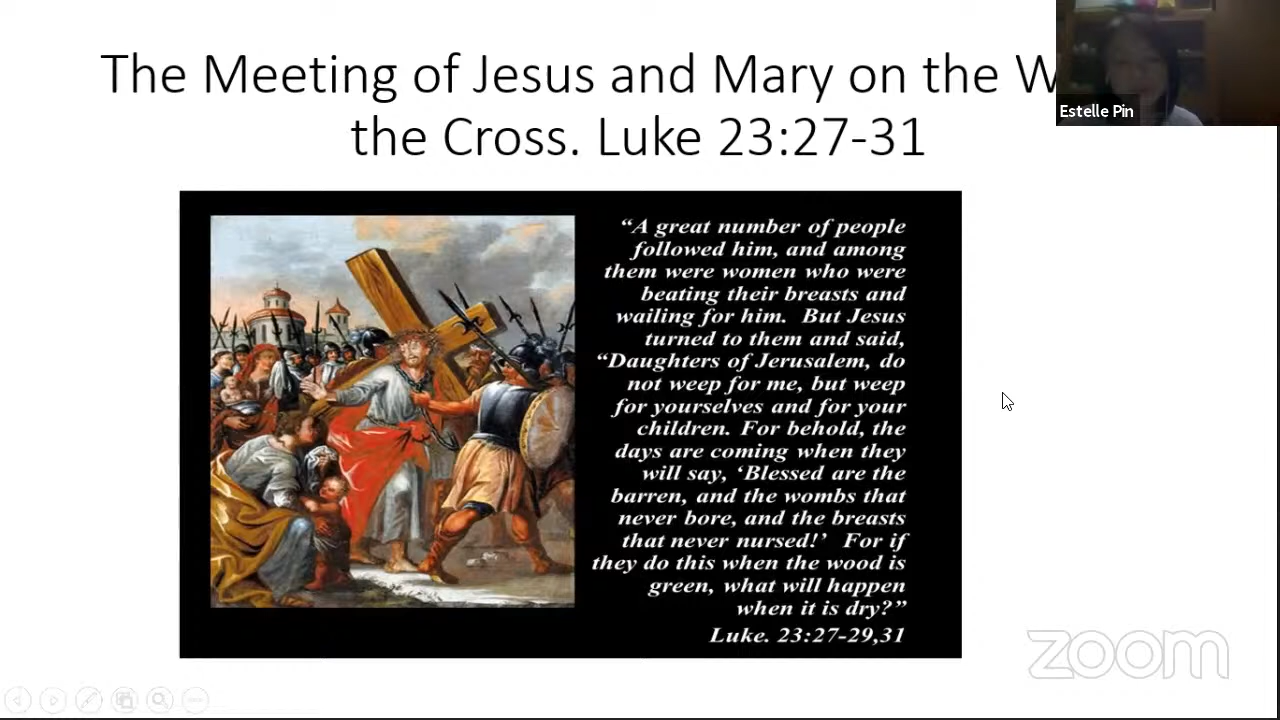 The Meeting of Jesus and Mary on the W
the Cross. Luke 23:27-31
Estelle Pin
“A great number of people
followed him, and among
them were women who were
beating their breasts and
wailing for him. But Jesus
turned to them and said,
“Daughters of Jerusalem, do
not weep for me, but weep
for yourselves and for your
children. For behold, the
days are coming when they
will say, ‘Blessed are the
barren, and the wombs that
never bore, and the breasts
that never nursed!’ For if
they do this when the wood is
green, what will happen
when it is dry?”
Luke. 23:27-29,31
zoom